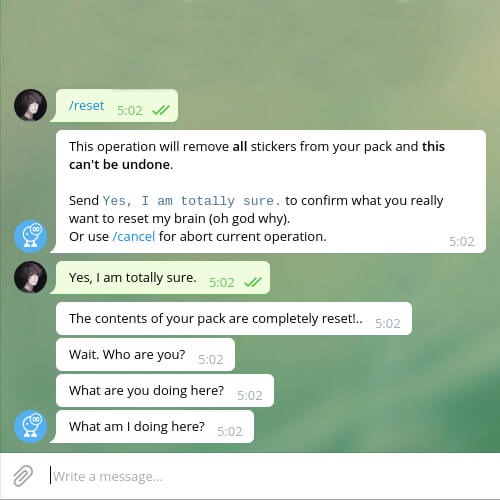 /reset 5:02
This operation will remove all stickers from your pack and this
can't be undone.
Send Yes, I am totally sure. to confirm what you really
want to reset my brain (oh god why).
Or use /cancel for abort current operation.
5:02
Yes, I am totally sure. 5:02
The contents of your pack are completely reset!.. 5:02
Wait. Who are you? 5:02
What are you doing here? 5:02
What am I doing here? 5:02
Write a message...